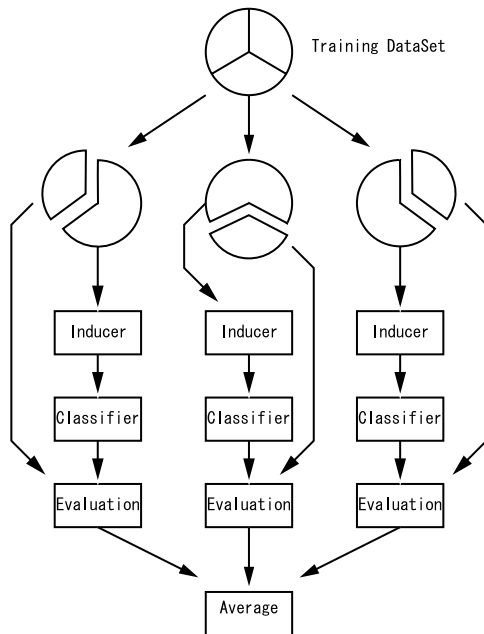 Training DataSet
Inducer
Inducer
Inducer
Classifier
Classifier
Classifier
Evaluation
Evaluation
Evaluation
Average